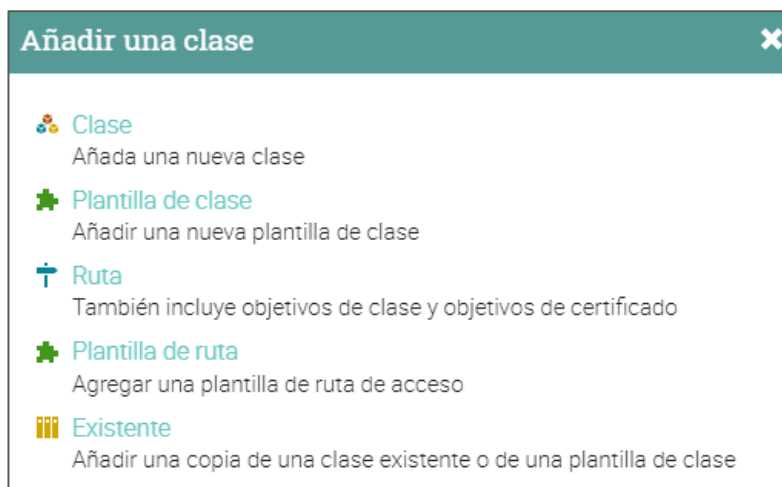 Añadir una clase
Clase
Añada una nueva clase
Plantilla de clase
Añadir una nueva plantilla de clase
Ruta
También incluye objetivos de clase y objetivos de certificado
Plantilla de ruta
Agregar una plantilla de ruta de acceso
Existente
Añadir una copia de una clase existente o de una plantilla de clase